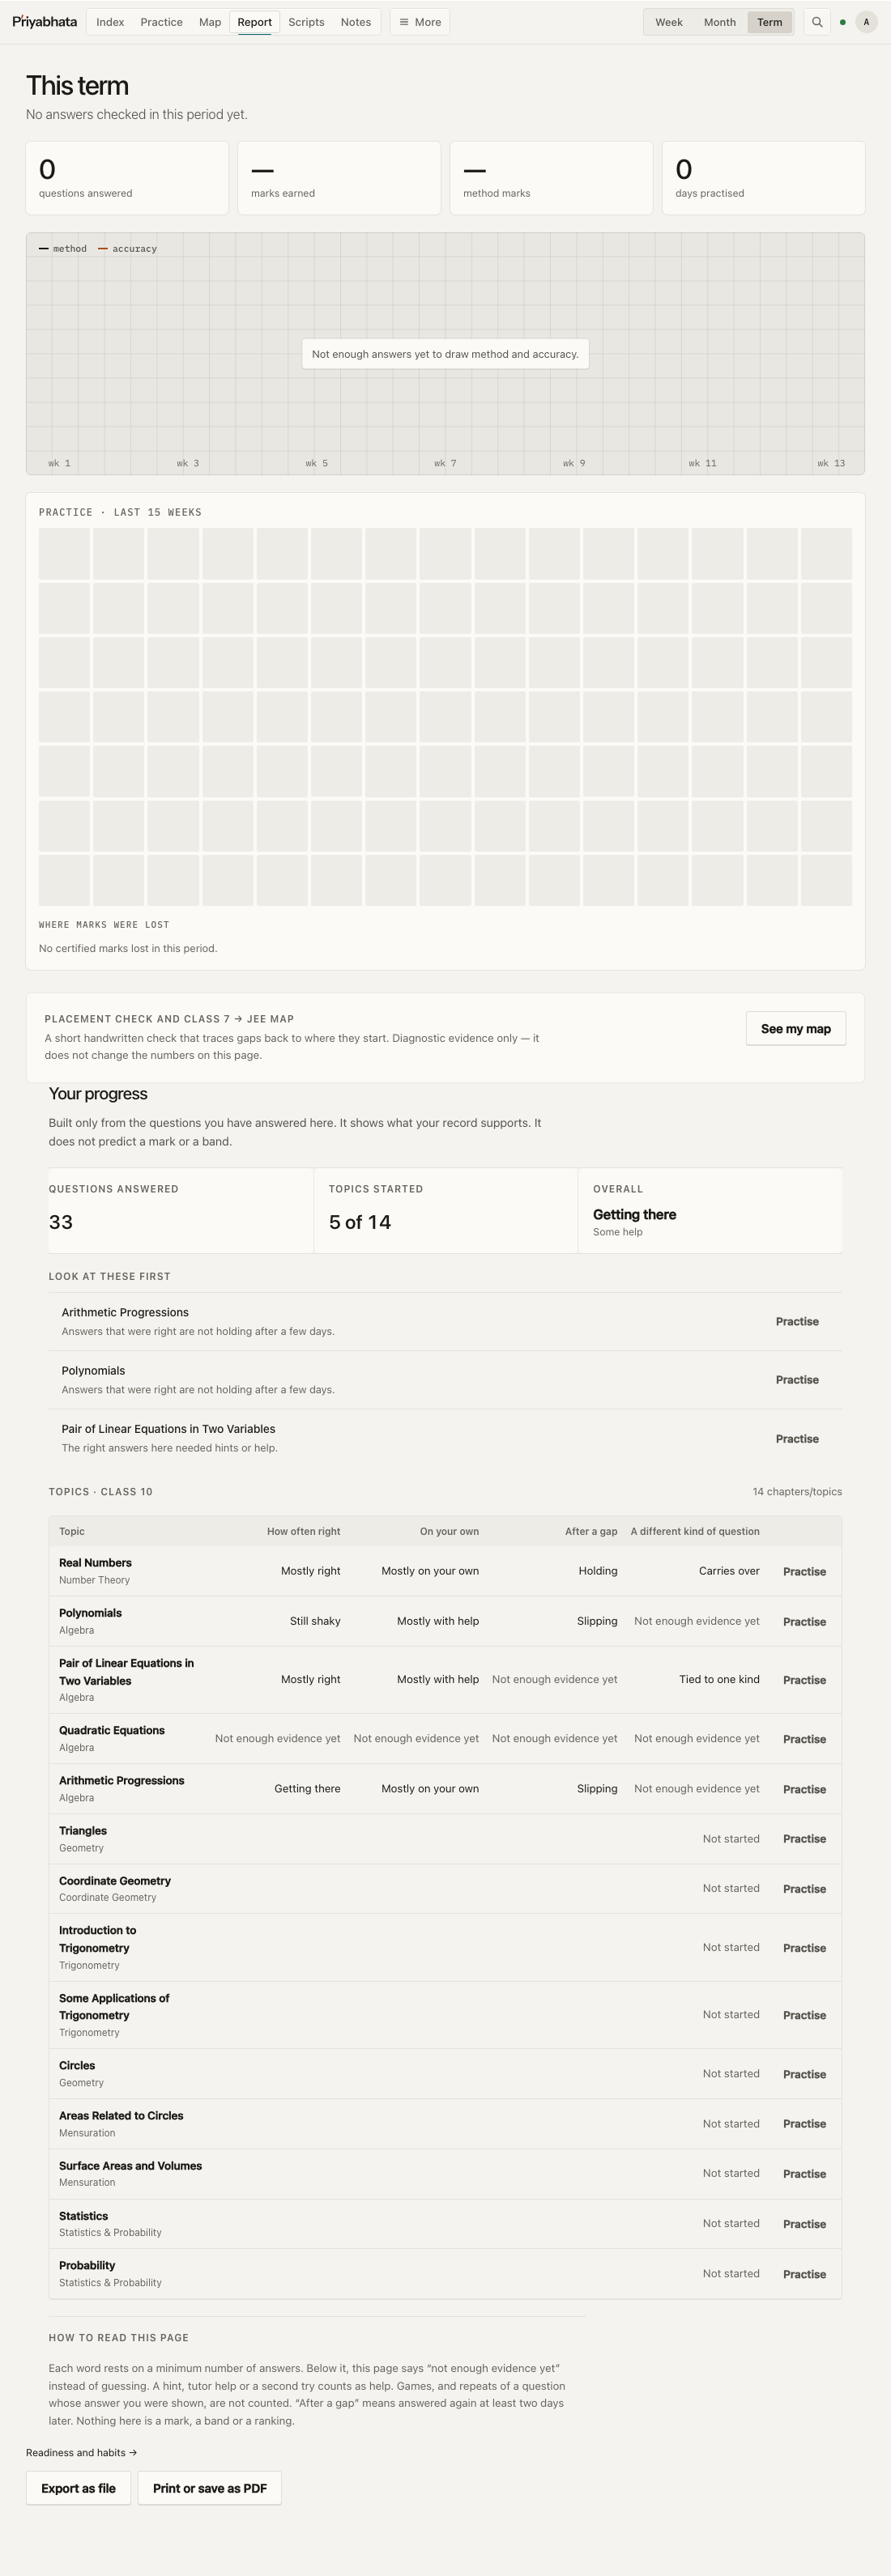 Priyabhata
Index Practice Map Report Scripts Notes
More
Week Month Term
A
This term
No answers checked in this period yet.
0
questions answered
—
marks earned
—
method marks
0
days practised
method accuracy
Not enough answers yet to draw method and accuracy.
wk 1 wk 3 wk 5 wk 7 wk 9 wk 11 wk 13
PRACTICE · LAST 15 WEEKS
WHERE MARKS WERE LOST
No certified marks lost in this period.
PLACEMENT CHECK AND CLASS 7 → JEE MAP
A short handwritten check that traces gaps back to where they start. Diagnostic evidence only — it
does not change the numbers on this page.
See my map
Your progress
Built only from the questions you have answered here. It shows what your record supports. It
does not predict a mark or a band.
QUESTIONS ANSWERED
33
TOPICS STARTED
5 of 14
OVERALL
Getting there
Some help
LOOK AT THESE FIRST
Arithmetic Progressions
Answers that were right are not holding after a few days.
Practise
Polynomials
Answers that were right are not holding after a few days.
Practise
Pair of Linear Equations in Two Variables
The right answers here needed hints or help.
Practise
TOPICS · CLASS 10
14 chapters/topics
Topic How often right On your own After a gap A different kind of question
Real Numbers
Number Theory
Mostly right Mostly on your own Holding Carries over Practise
Polynomials
Algebra
Still shaky Mostly with help Slipping Not enough evidence yet Practise
Pair of Linear Equations in
Two Variables
Algebra
Mostly right Mostly with help Not enough evidence yet Tied to one kind Practise
Quadratic Equations
Algebra
Not enough evidence yet Not enough evidence yet Not enough evidence yet Not enough evidence yet Practise
Arithmetic Progressions
Algebra
Getting there Mostly on your own Slipping Not enough evidence yet Practise
Triangles
Geometry
Not started Practise
Coordinate Geometry
Coordinate Geometry
Not started Practise
Introduction to
Trigonometry
Trigonometry
Not started Practise
Some Applications of
Trigonometry
Trigonometry
Not started Practise
Circles
Geometry
Not started Practise
Areas Related to Circles
Mensuration
Not started Practise
Surface Areas and Volumes
Mensuration
Not started Practise
Statistics
Statistics & Probability
Not started Practise
Probability
Statistics & Probability
Not started Practise
HOW TO READ THIS PAGE
Each word rests on a minimum number of answers. Below it, this page says “not enough evidence yet”
instead of guessing. A hint, tutor help or a second try counts as help. Games, and repeats of a question
whose answer you were shown, are not counted. “After a gap” means answered again at least two days
later. Nothing here is a mark, a band or a ranking.
Readiness and habits →
Export as file
Print or save as PDF